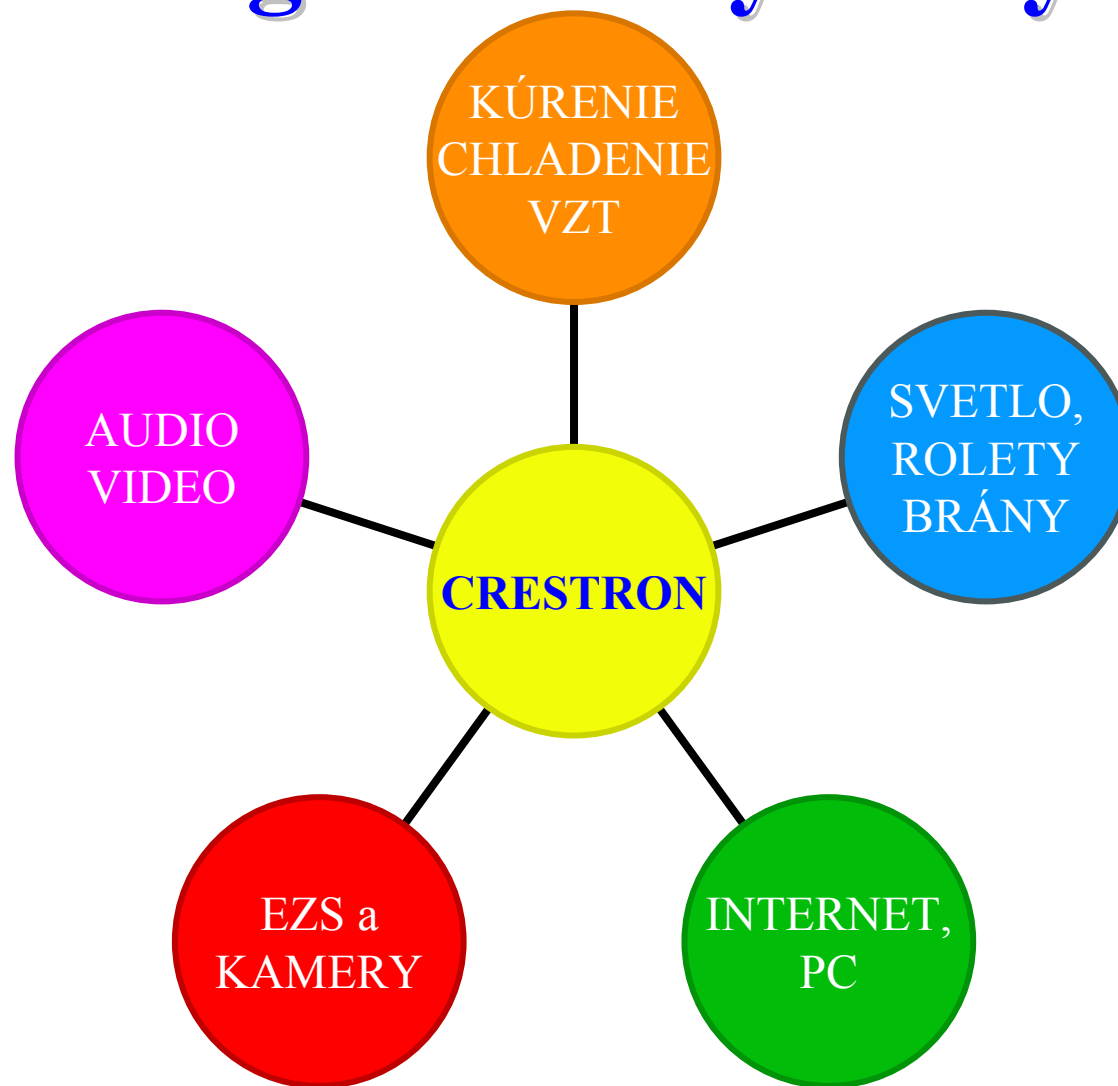 KÚRENIE
CHLADENIE
VZT
AUDIO
VIDEO
SVETLO,
ROLETY
BRÁNY
CRESTRON
EZS a
KAMERY
INTERNET,
PC